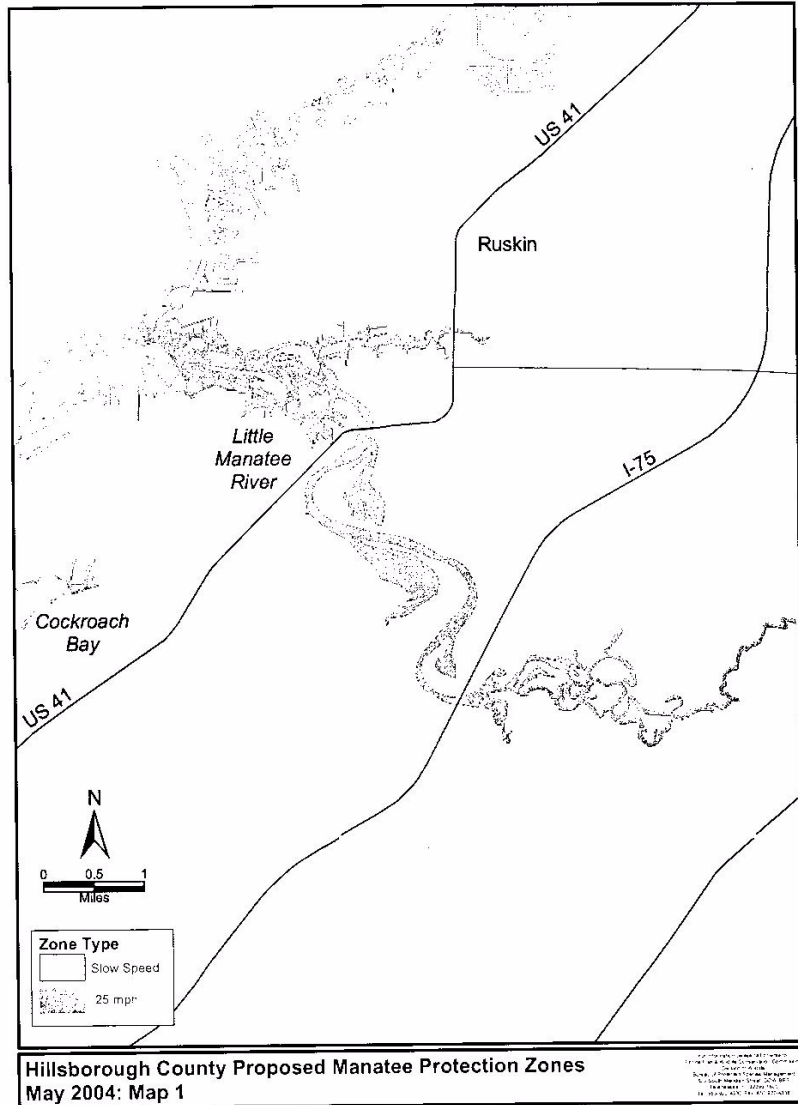 US 41
Ruskin
Little
Manatee
River
I-75
Cockroach
Bay
US 41
N
0 0.5 1
Miles
Zone Type
Slow Speed
25 mph
Hillsborough County Proposed Manatee Protection Zones
May 2004: Map 1